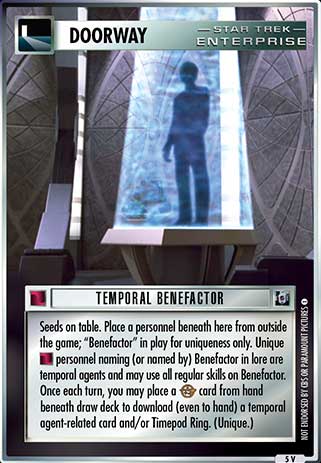 DOORWAY
STAR TREK
ENTERPRISE
TEMPORAL BENEFACTOR
Seeds on table. Place a personnel beneath here from outside
the game; "Benefactor" in play for uniqueness only. Unique
personnel naming (or named by) Benefactor in lore are
temporal agents and may use all regular skills on Benefactor.
Once each turn, you may place a card from hand
beneath draw deck to download (even to hand) a temporal
agent-related card and/or Timepod Ring. (Unique.)
NOT ENDORSED BY CBS OR PARAMOUNT PICTURES
5 V